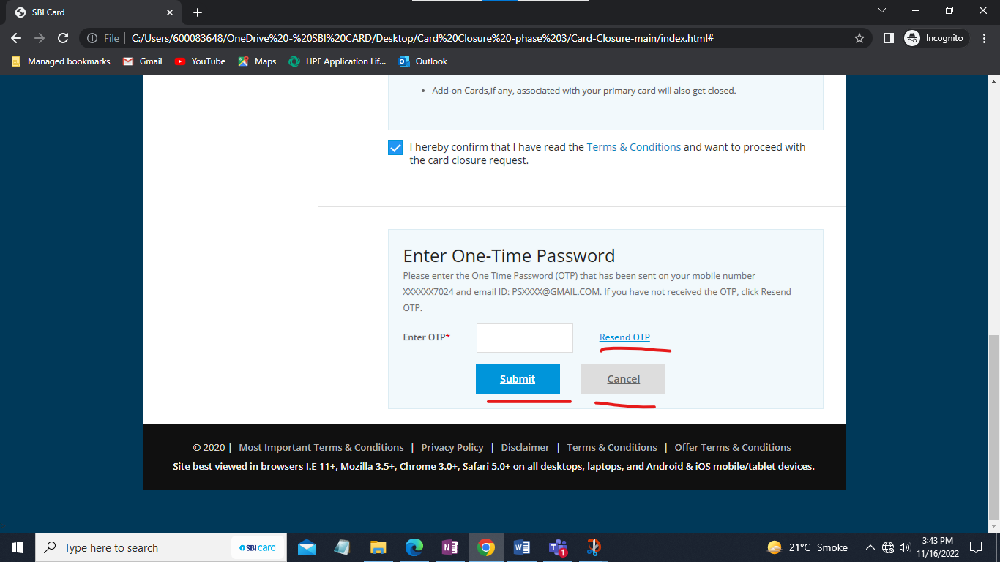 SBI Card
File
C:/Users/600083648/OneDrive%20-%20SBI%20CARD/Desktop/Card%20Closure%20-phase%203/Card-Closure-main/index.html#
Incognito
Managed bookmarks
Gmail
YouTube
Maps
HPE Application Lif...
Outlook
• Add-on Cards,if any, associated with your primary card will also get closed.
I hereby confirm that I have read the Terms & Conditions and want to proceed with
the card closure request.
Enter One-Time Password
Please enter the One Time Password (OTP) that has been sent on your mobile number
XXXXXX7024 and email ID: PSXXXX@GMAIL.COM. If you have not received the OTP, click Resend
OTP.
Enter OTP*
Resend OTP
Submit
Cancel
© 2020 | Most Important Terms & Conditions | Privacy Policy | Disclaimer | Terms & Conditions | Offer Terms & Conditions
Site best viewed in browsers I.E 11+, Mozilla 3.5+, Chrome 3.0+, Safari 5.0+ on all desktops, laptops, and Android & iOS mobile/tablet devices.
Type here to search
SBI card
N
W
T
1
21°C Smoke
3:43 PM
11/16/2022